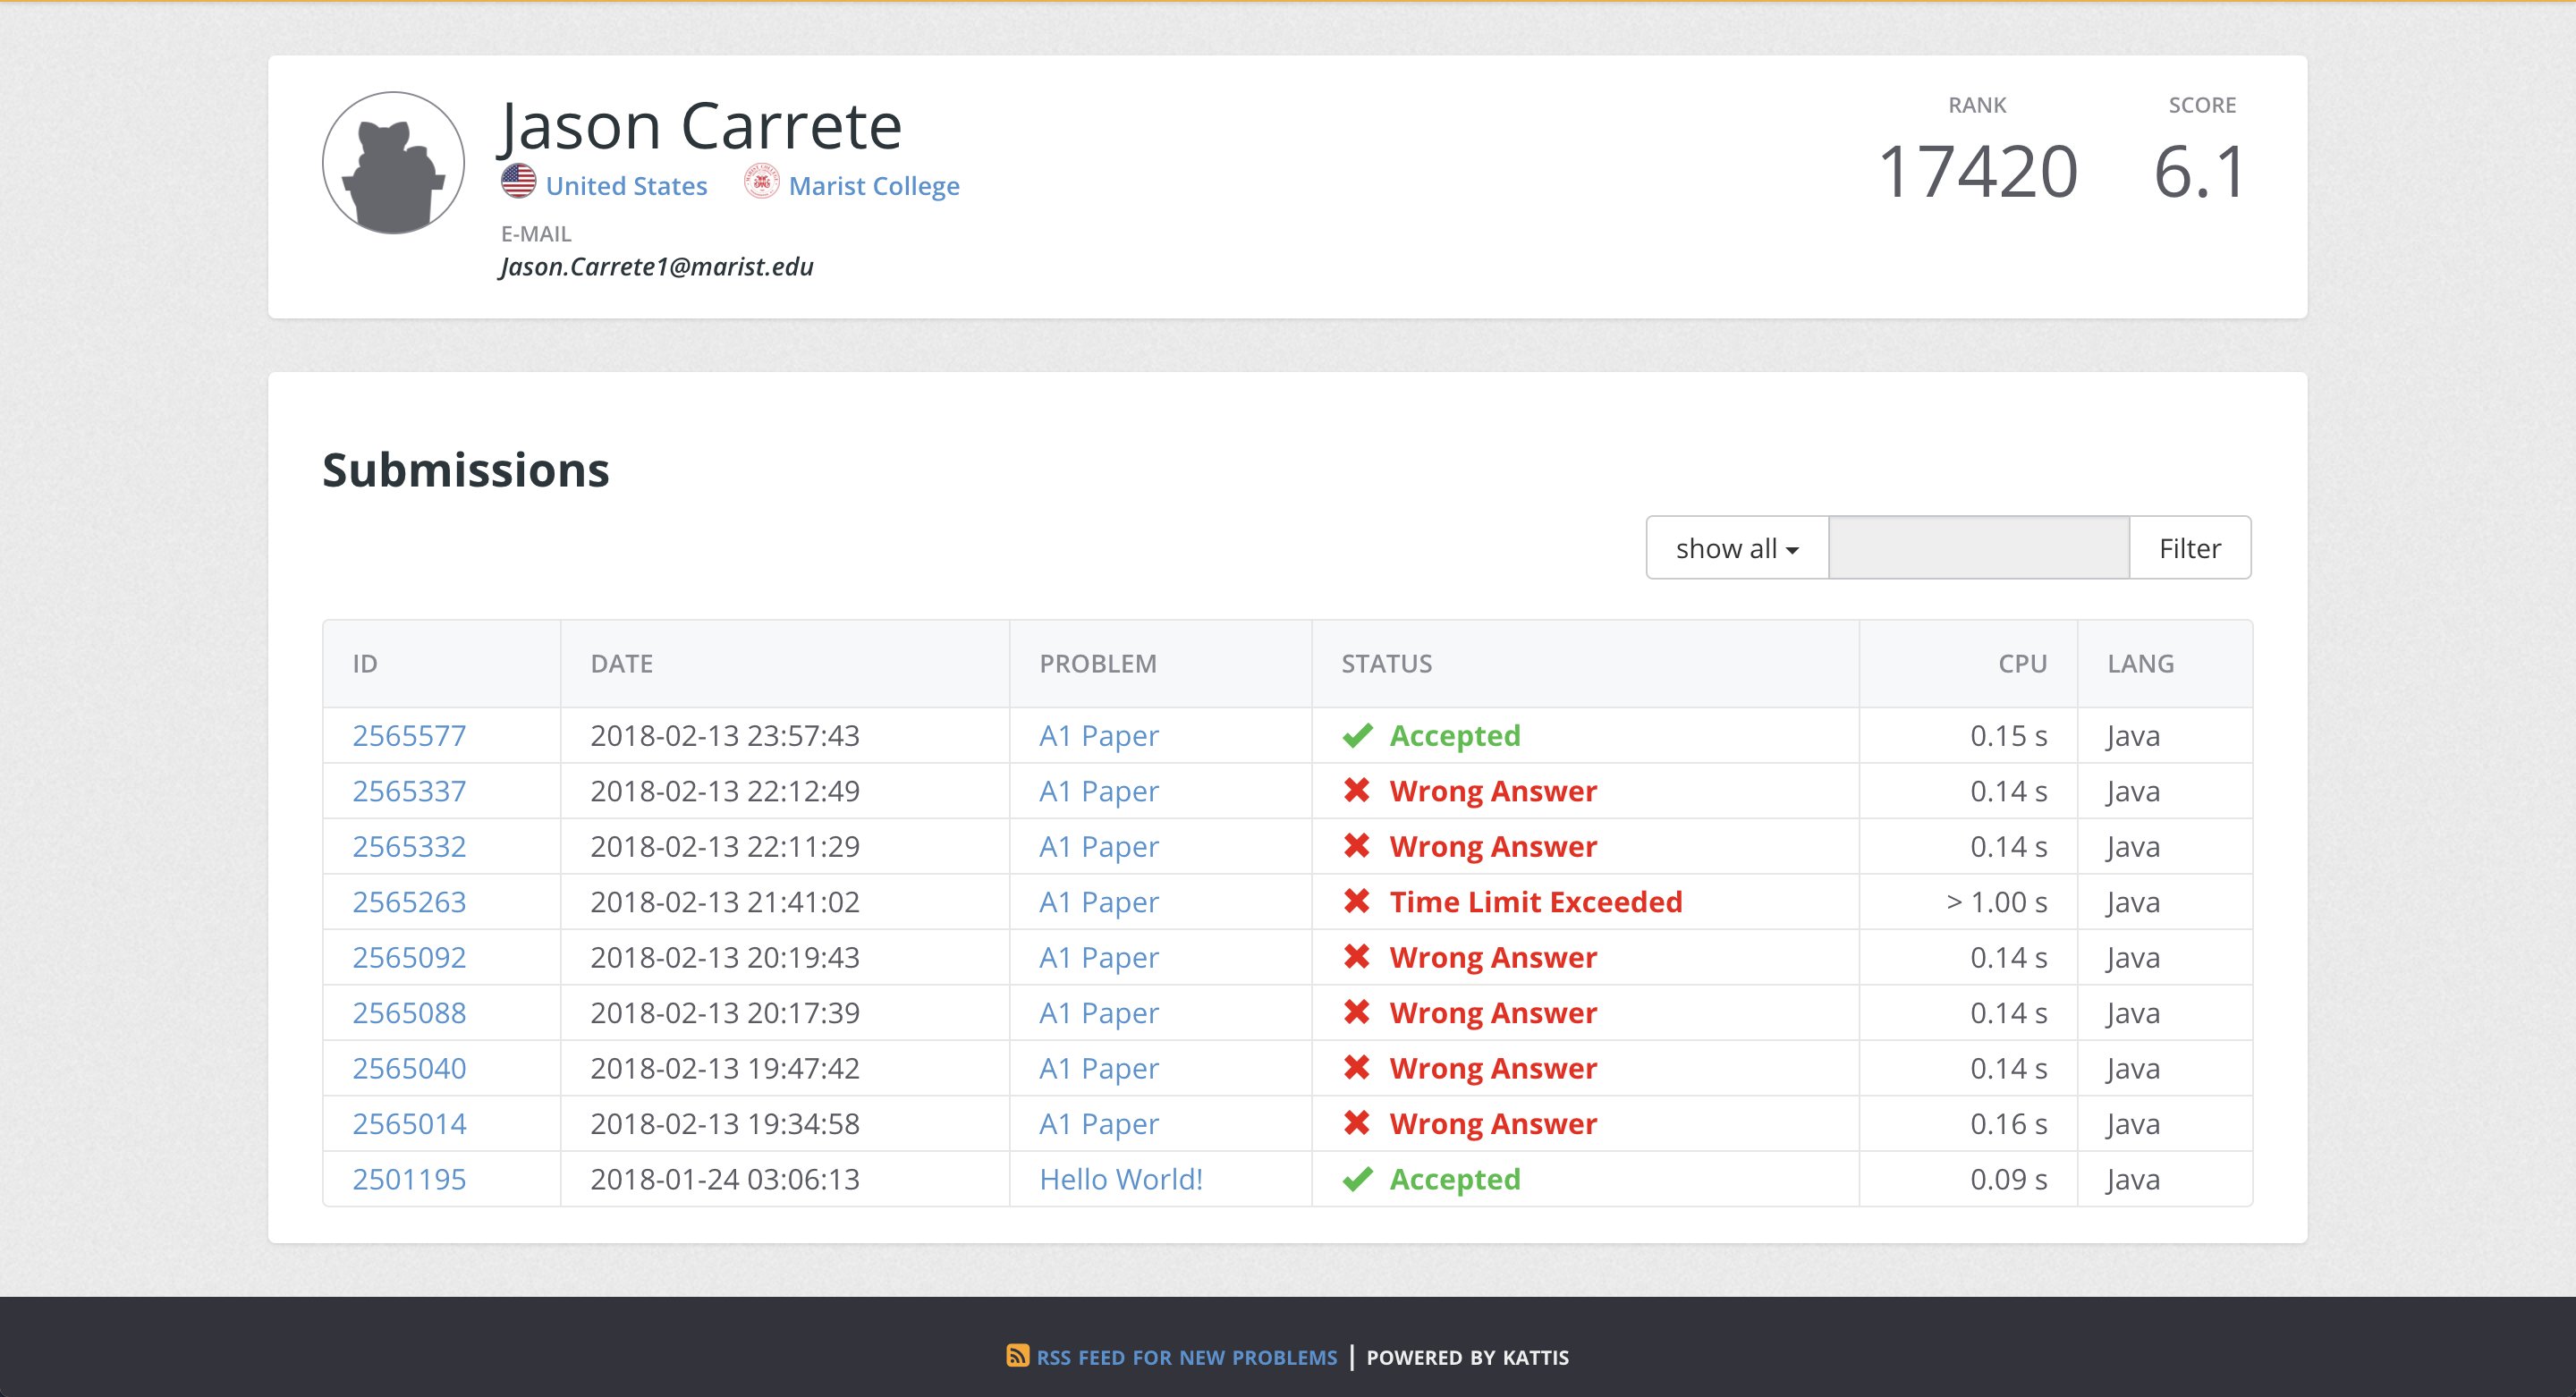 Jason Carrete
United States Marist College
E-MAIL
Jason.Carrete1@marist.edu
RANK SCORE
17420 6.1
Submissions
show all Filter
ID DATE PROBLEM STATUS CPU LANG
2565577 2018-02-13 23:57:43 A1 Paper Accepted 0.15 s Java
2565337 2018-02-13 22:12:49 A1 Paper Wrong Answer 0.14 s Java
2565332 2018-02-13 22:11:29 A1 Paper Wrong Answer 0.14 s Java
2565263 2018-02-13 21:41:02 A1 Paper Time Limit Exceeded > 1.00 s Java
2565092 2018-02-13 20:19:43 A1 Paper Wrong Answer 0.14 s Java
2565088 2018-02-13 20:17:39 A1 Paper Wrong Answer 0.14 s Java
2565040 2018-02-13 19:47:42 A1 Paper Wrong Answer 0.14 s Java
2565014 2018-02-13 19:34:58 A1 Paper Wrong Answer 0.16 s Java
2501195 2018-01-24 03:06:13 Hello World! Accepted 0.09 s Java
RSS FEED FOR NEW PROBLEMS | POWERED BY KATTIS